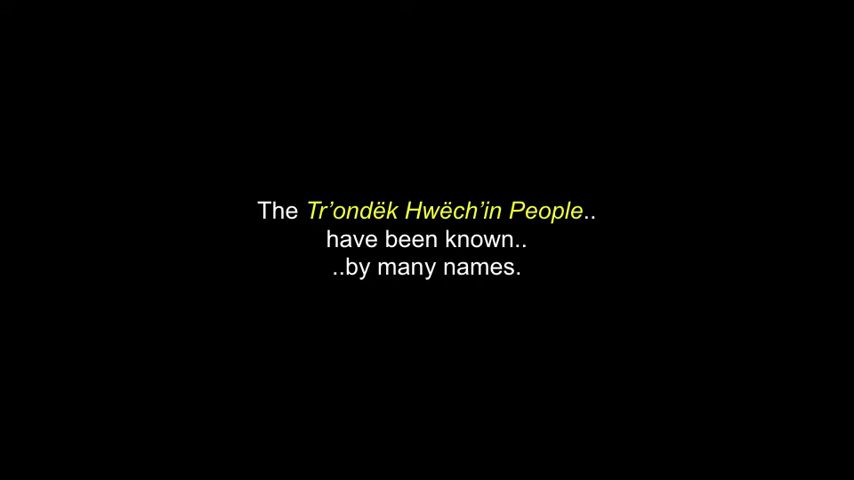 The Tr’ondëk Hwëch’in People..
have been known..
..by many names.